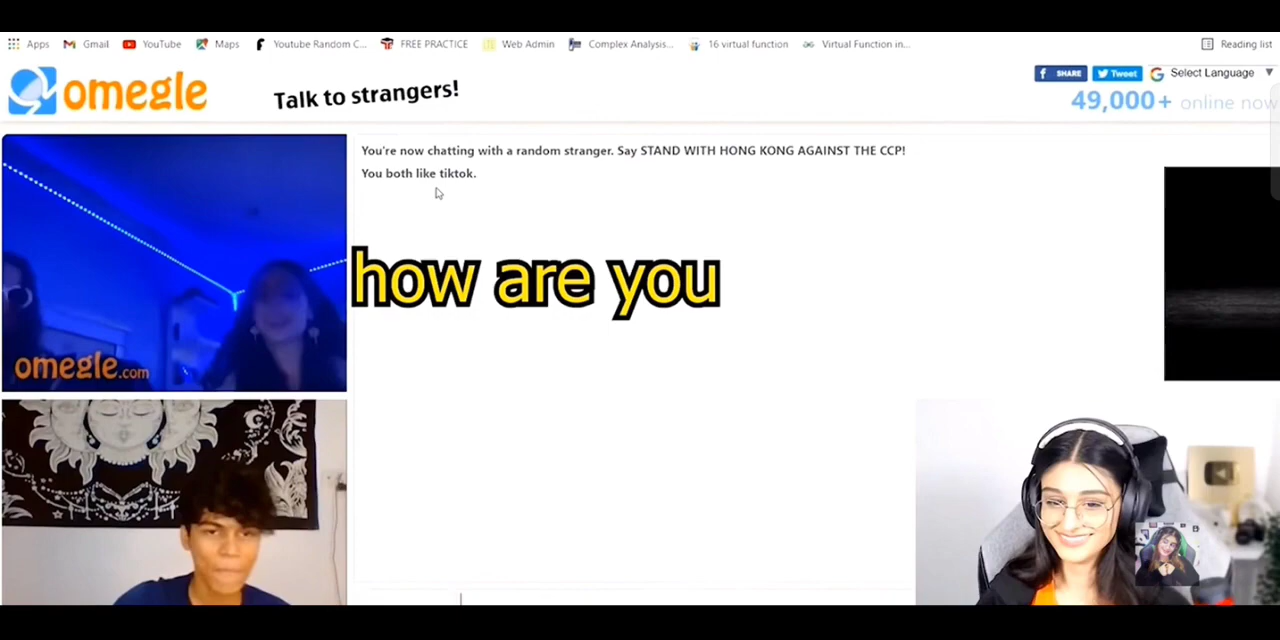 Apps Gmail YouTube Maps Youtube Random C... FREE PRACTICE Web Admin Complex Analysis... 16 virtual function Virtual Function in... Reading list
omegle Talk to strangers! SHARE Tweet Select Language
49,000+ online now
You're now chatting with a random stranger. Say STAND WITH HONG KONG AGAINST THE CCP!
You both like tiktok.
how are you
omegle.com